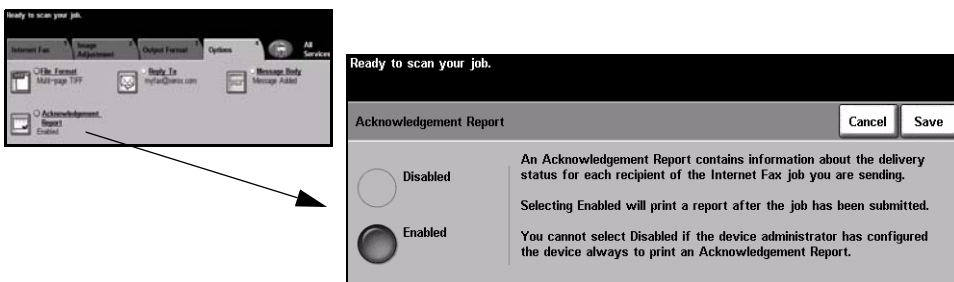 Ready to scan your job.
Internet Fax
Image Adjustment
Output Format
Options
All Services
File Format
Multi-page TIFF
Reply To
myfax@xerox.com
Message Body
Message Added
Acknowledgement Report
Enabled
Ready to scan your job.
Acknowledgement Report
Cancel
Save
Disabled
Enabled
An Acknowledgement Report contains information about the delivery
status for each recipient of the Internet Fax job you are sending.
Selecting Enabled will print a report after the job has been submitted.
You cannot select Disabled if the device administrator has configured
the device always to print an Acknowledgement Report.